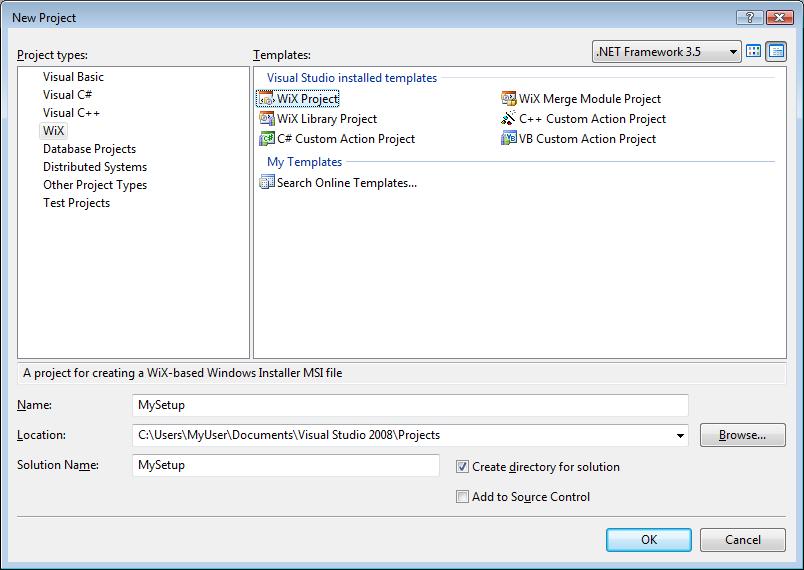 New Project
Project types:
Templates:
.NET Framework 3.5
Visual Basic
Visual C#
Visual C++
WiX
Database Projects
Distributed Systems
Other Project Types
Test Projects
Visual Studio installed templates
WiX Project
WiX Merge Module Project
WiX Library Project
C++ Custom Action Project
C# Custom Action Project
VB Custom Action Project
My Templates
Search Online Templates...
A project for creating a WiX-based Windows Installer MSI file
Name:
MySetup
Location:
C:\Users\MyUser\Documents\Visual Studio 2008\Projects
Browse...
Solution Name:
MySetup
Create directory for solution
Add to Source Control
OK
Cancel